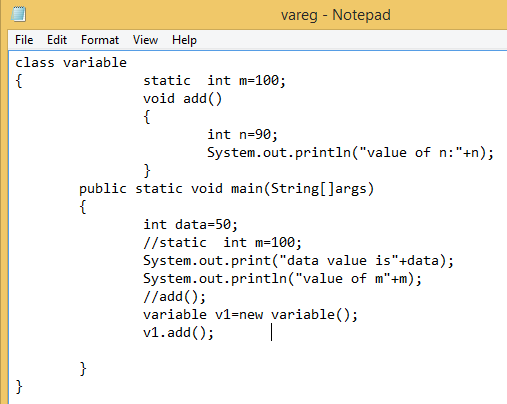 vareg - Notepad
File Edit Format View Help
class variable
{ static int m=100;
void add()
{
int n=90;
System.out.println("value of n:"+n);
}
public static void main(String[]args)
{
int data=50;
//static int m=100;
System.out.print("data value is"+data);
System.out.println("value of m"+m);
//add();
variable v1=new variable();
v1.add();
}
}